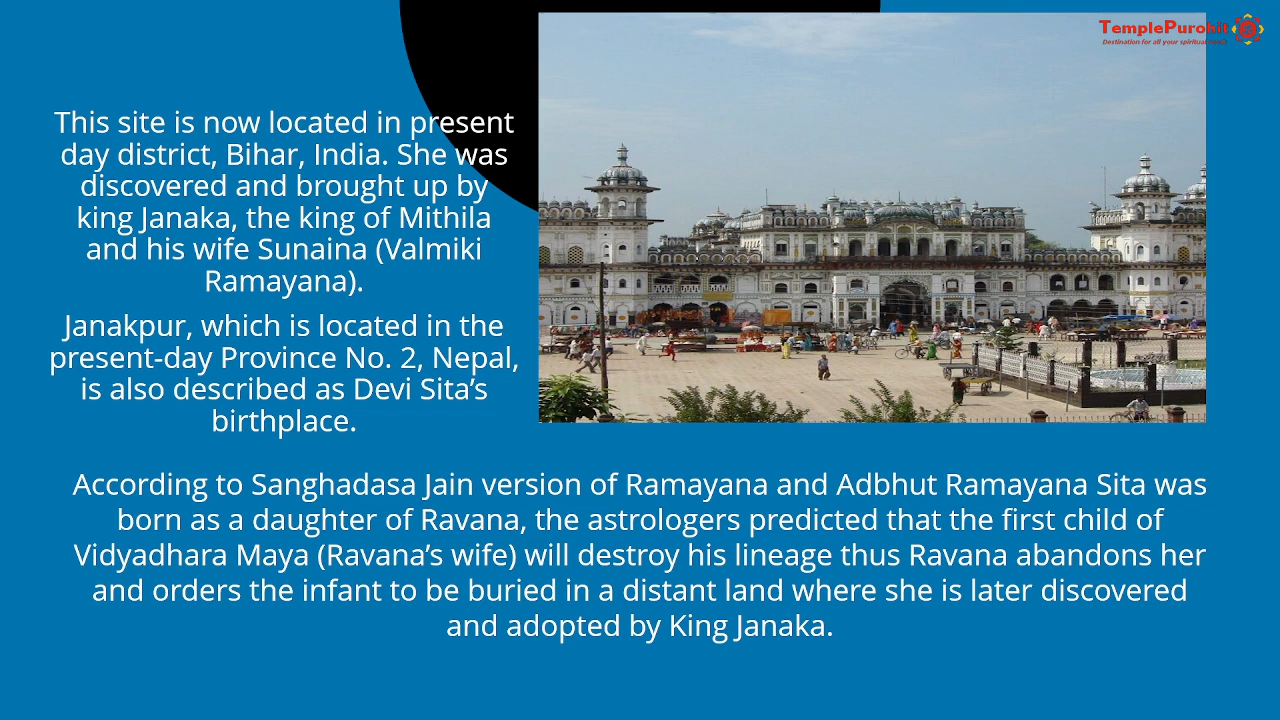 TemplePurohit
Destination for all your spiritual
This site is now located in present
day district, Bihar, India. She was
discovered and brought up by
king Janaka, the king of Mithila
and his wife Sunaina (Valmiki
Ramayana).
Janakpur, which is located in the
present-day Province No. 2, Nepal,
is also described as Devi Sita’s
birthplace.
According to Sanghadasa Jain version of Ramayana and Adbhut Ramayana Sita was
born as a daughter of Ravana, the astrologers predicted that the first child of
Vidyadhara Maya (Ravana’s wife) will destroy his lineage thus Ravana abandons her
and orders the infant to be buried in a distant land where she is later discovered
and adopted by King Janaka.